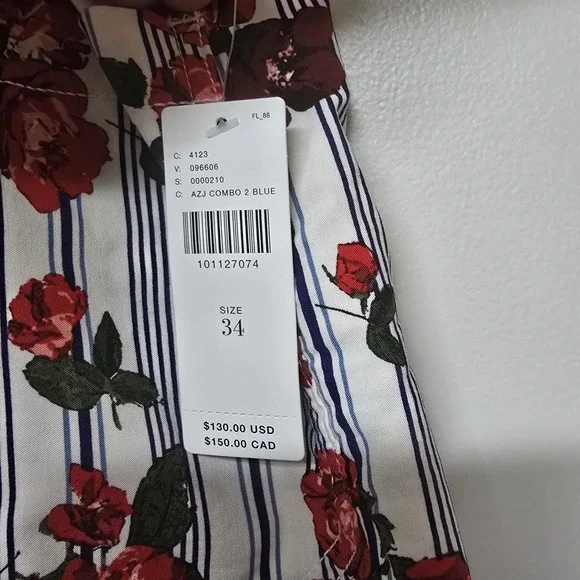 FL_88
C: 4123
V: 096606
S: 0000210
C: AZJ COMBO 2 BLUE
101127074
SIZE
34
$130.00 USD
$150.00 CAD